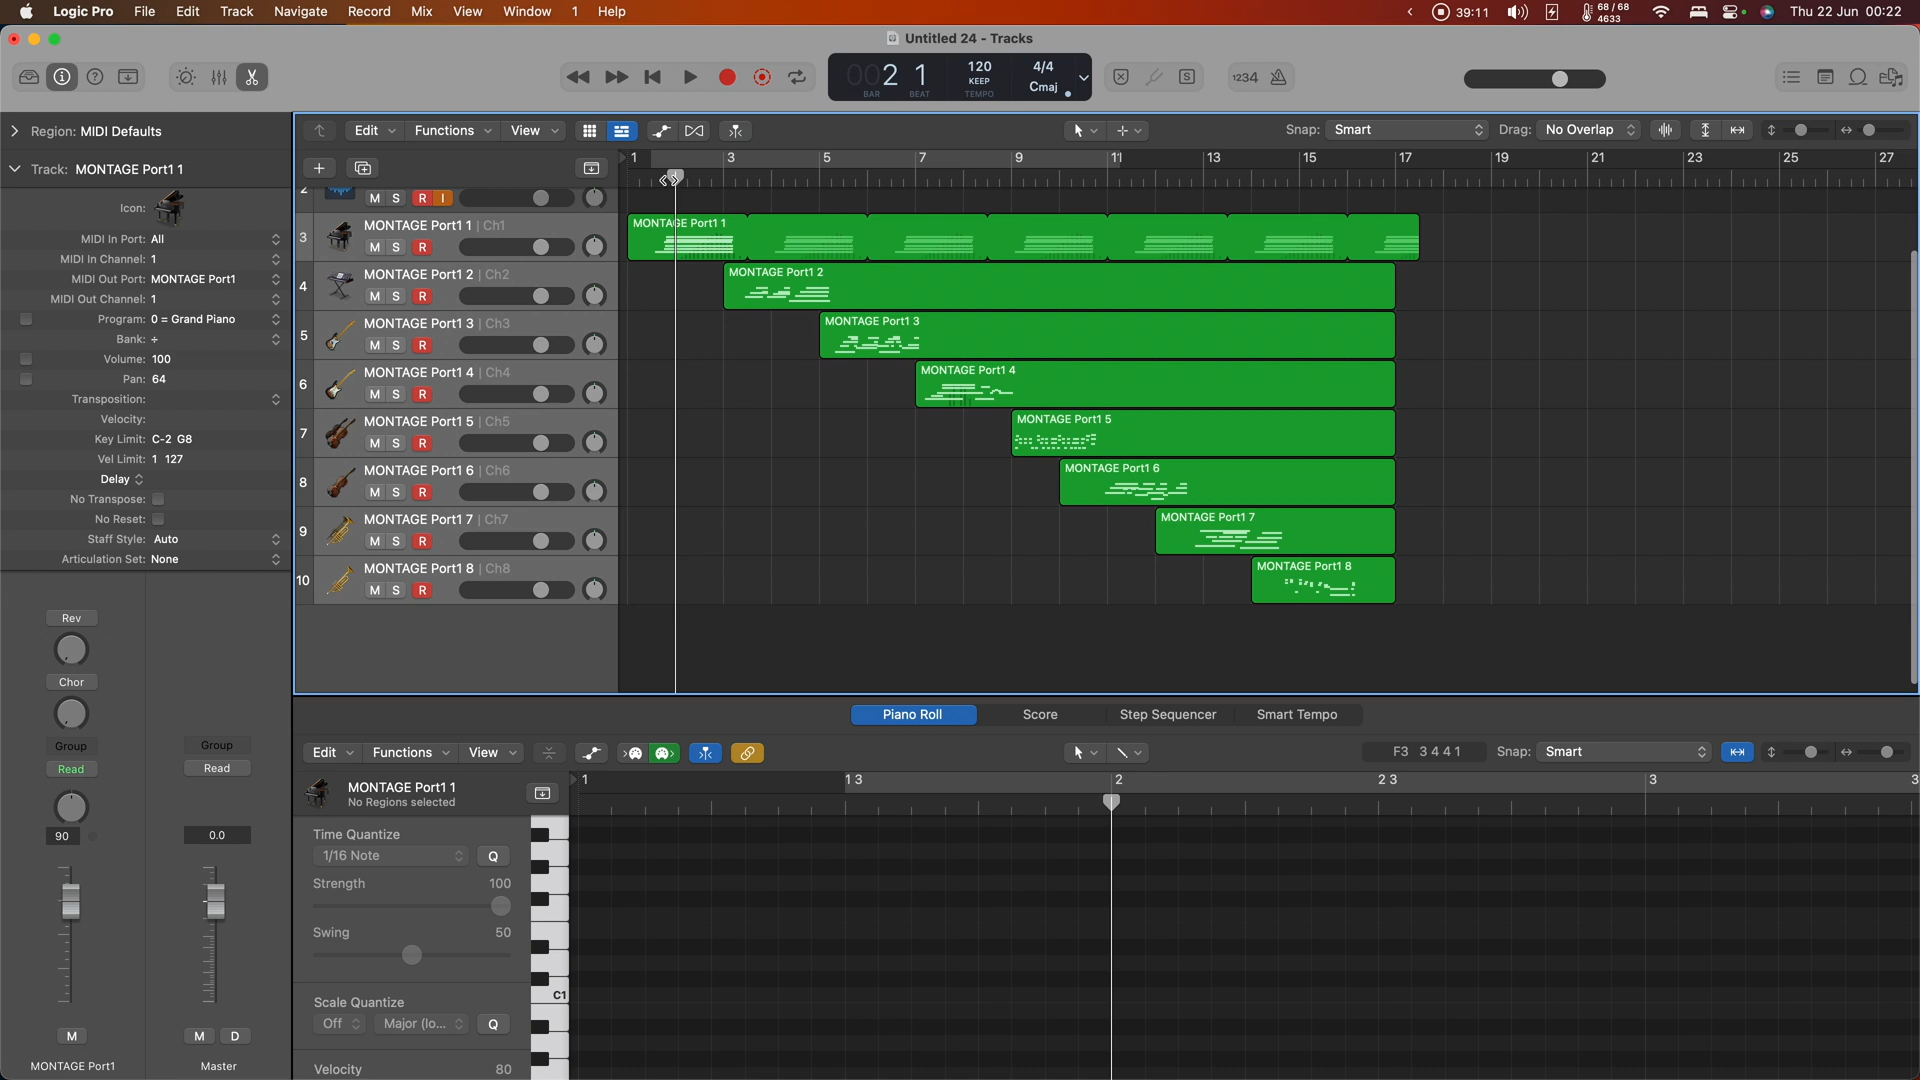 Logic Pro File Edit Track Navigate Record Mix View Window 1 Help
39:11 68 / 68 4633 Thu 22 Jun 00:22
Untitled 24 - Tracks
002 1 120 4/4
KEEP Cmaj
BAR BEAT TEMPO
S 1234
Region: MIDI Defaults
Edit Functions View
Snap: Smart Drag: No Overlap
Track: MONTAGE Port1 1
1 3 5 7 9 11 13 15 17 19 21 23 25 27
Icon:
MIDI In Port: All
MIDI In Channel: 1
MIDI Out Port: MONTAGE Port1
MIDI Out Channel: 1
Program: 0 = Grand Piano
Bank: ÷
Volume: 100
Pan: 64
Transposition:
Velocity:
Key Limit: C-2 G8
Vel Limit: 1 127
Delay
No Transpose:
No Reset:
Staff Style: Auto
Articulation Set: None
2 M S R I
3 MONTAGE Port1 1 | Ch1
M S R
MONTAGE Port1 1
4 MONTAGE Port1 2 | Ch2
M S R
MONTAGE Port1 2
5 MONTAGE Port1 3 | Ch3
M S R
MONTAGE Port1 3
6 MONTAGE Port1 4 | Ch4
M S R
MONTAGE Port1 4
7 MONTAGE Port1 5 | Ch5
M S R
MONTAGE Port1 5
8 MONTAGE Port1 6 | Ch6
M S R
MONTAGE Port1 6
9 MONTAGE Port1 7 | Ch7
M S R
MONTAGE Port1 7
10 MONTAGE Port1 8 | Ch8
M S R
MONTAGE Port1 8
Rev
Chor
Group Group
Read Read
90 0.0
M M D
MONTAGE Port1 Master
Piano Roll Score Step Sequencer Smart Tempo
Edit Functions View
F3 3 4 4 1 Snap: Smart
MONTAGE Port1 1
No Regions selected
1 1 3 2 2 3 3 3
Time Quantize
1/16 Note Q
Strength 100
Swing 50
C1
Scale Quantize
Off Major (lo... Q
Velocity 80